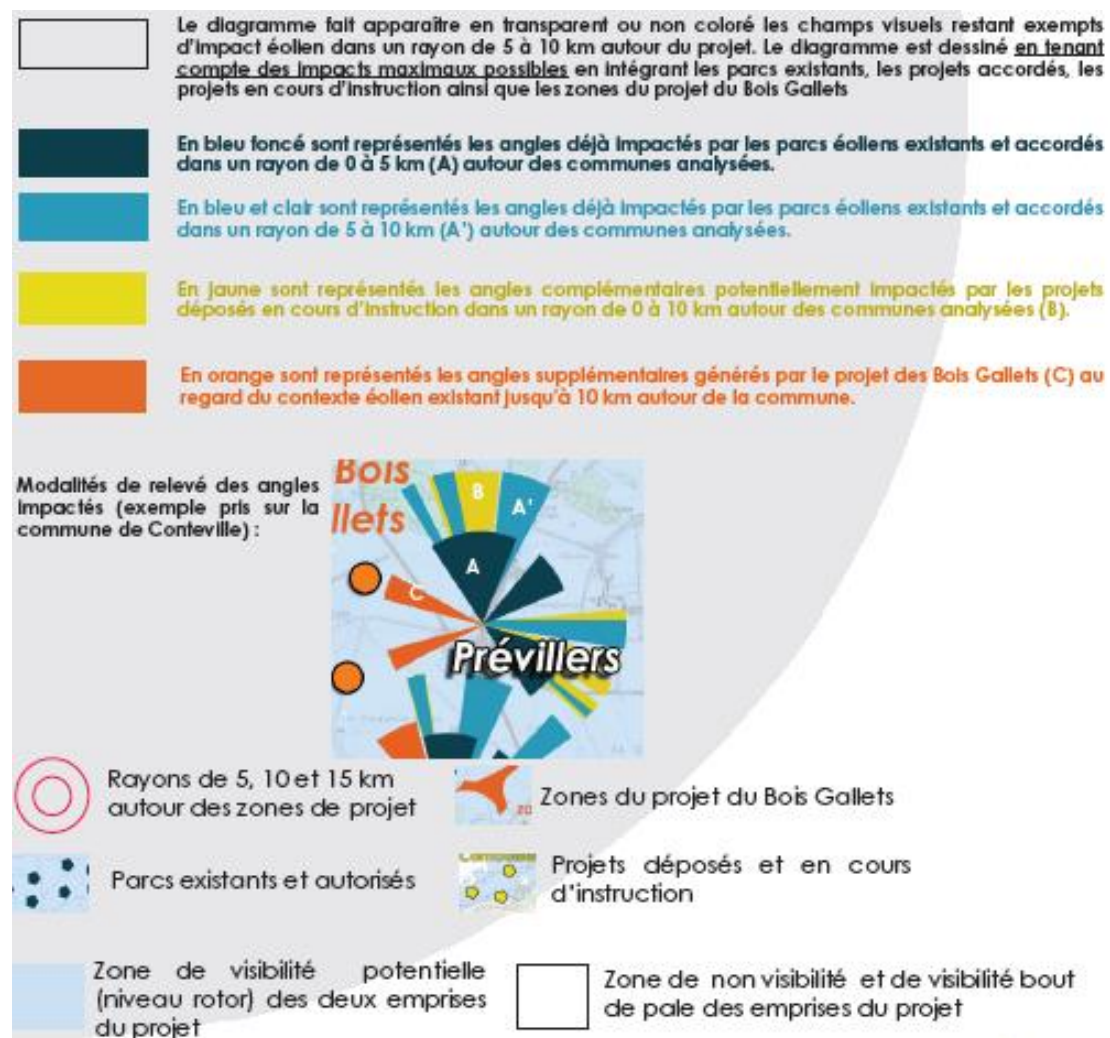 Le diagramme fait apparaître en transparent ou non coloré les champs visuels restant exempts
d'impact éolien dans un rayon de 5 à 10 km autour du projet. Le diagramme est dessiné en tenant
compte des impacts maximaux possibles en intégrant les parcs existants, les projets accordés, les
projets en cours d'instruction ainsi que les zones du projet du Bois Gallets
En bleu foncé sont représentés les angles déjà impactés par les parcs éoliens existants et accordés
dans un rayon de 0 à 5 km (A) autour des communes analysées.
En bleu et clair sont représentés les angles déjà impactés par les parcs éoliens existants et accordés
dans un rayon de 5 à 10 km (A') autour des communes analysées.
En jaune sont représentés les angles complémentaires potentiellement impactés par les projets
déposés en cours d'instruction dans un rayon de 0 à 10 km autour des communes analysées (B).
En orange sont représentés les angles supplémentaires générés par le projet des Bois Gallets (C) au
regard du contexte éolien existant jusqu'à 10 km autour de la commune.
Modalités de relevé des angles
impactés (exemple pris sur la
commune de Conteville) :
Bois
llets
B
A'
A
C
Prévillers
Rayons de 5, 10 et 15 km
autour des zones de projet
Zones du projet du Bois Gallets
Parcs existants et autorisés
Projets déposés et en cours
d'instruction
Zone de visibilité potentielle
(niveau rotor) des deux emprises
du projet
Zone de non visibilité et de visibilité bout
de pale des emprises du projet